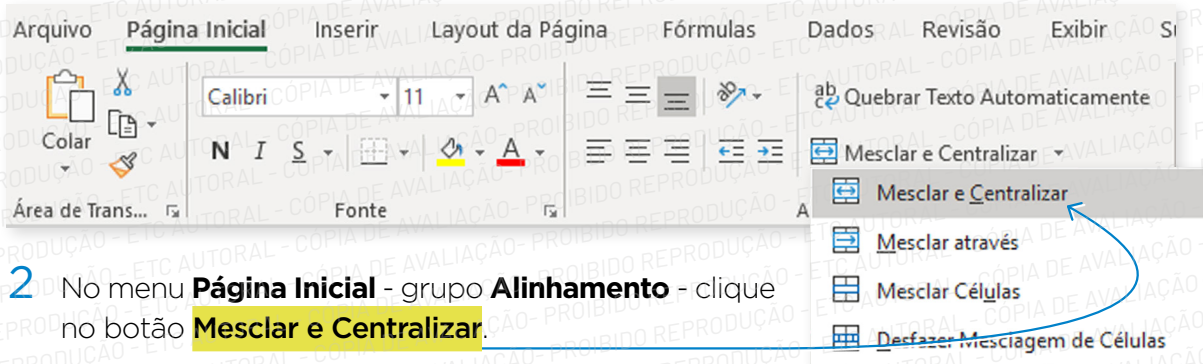 Arquivo Página Inicial Inserir Layout da Página Fórmulas Dados Revisão Exibir
Calibri 11 A A
ab Quebrar Texto Automaticamente
Colar
N I S A Mesclar e Centralizar
Área de Trans... Fonte A
Mesclar e Centralizar
Mesclar através
Mesclar Células
Desfazer Mesclagem de Células
2 No menu Página Inicial - grupo Alinhamento - clique
no botão Mesclar e Centralizar.